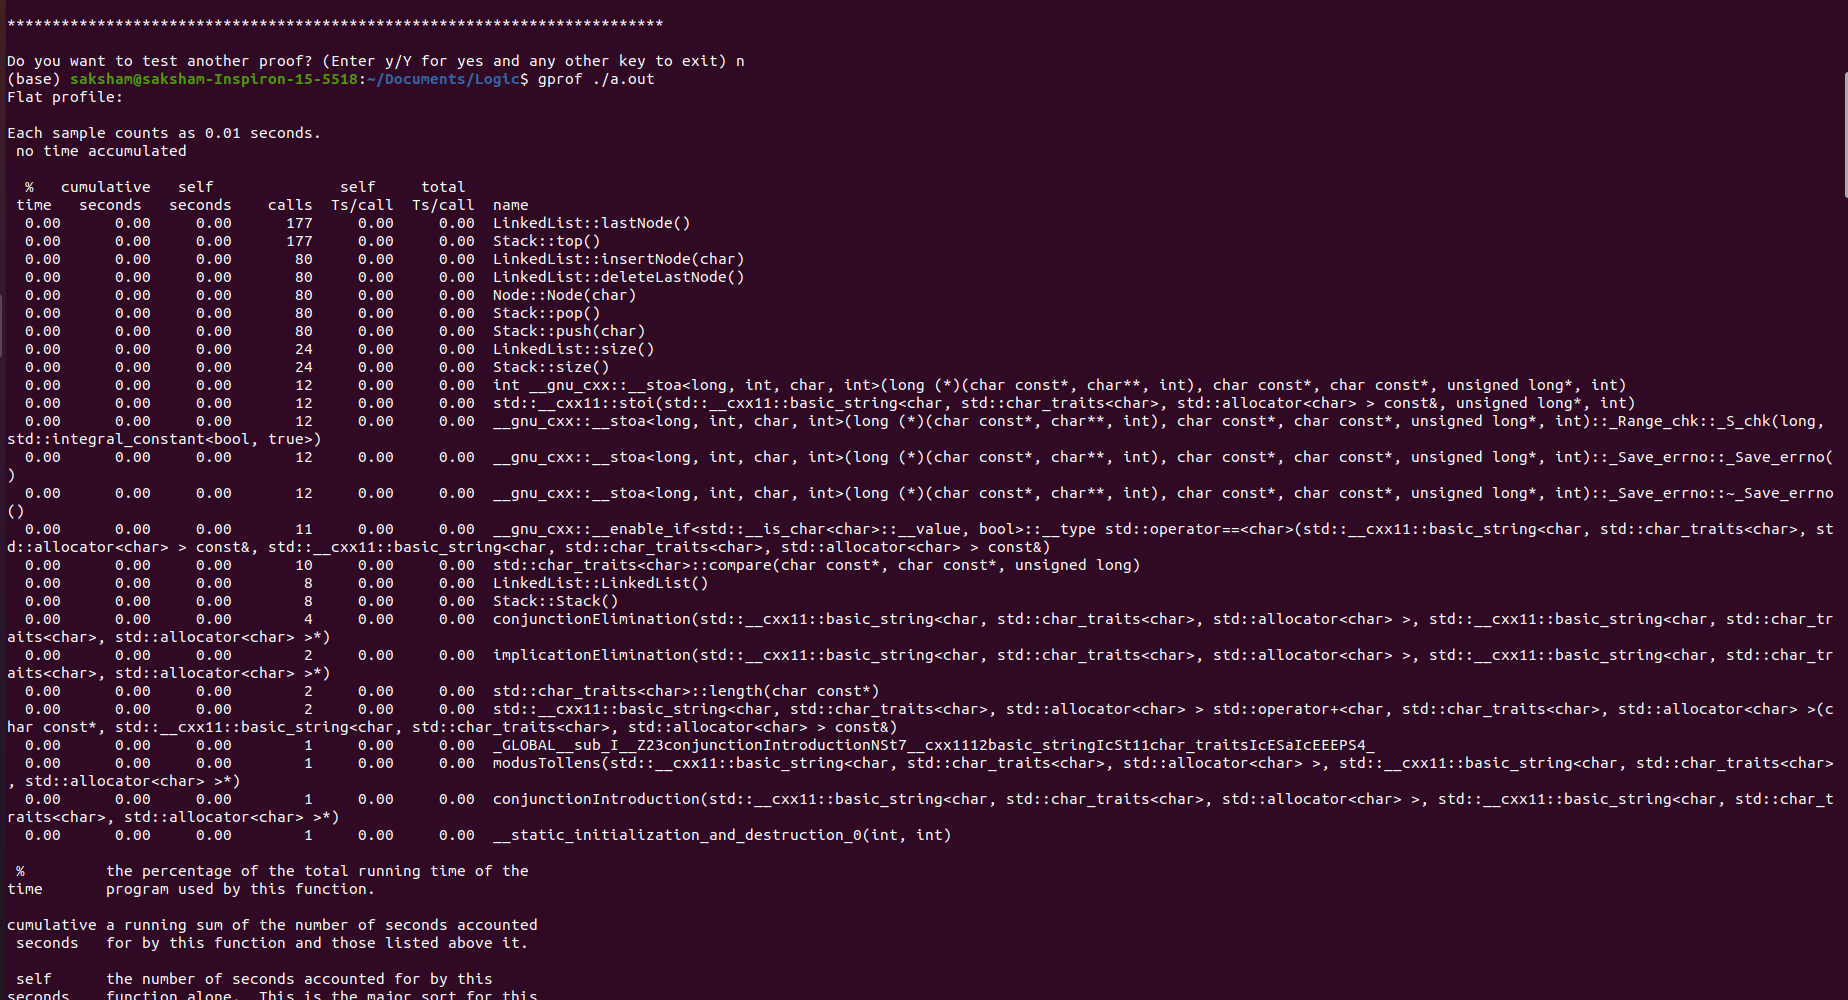 *************************************************************************
Do you want to test another proof? (Enter y/Y for yes and any other key to exit) n
(base) saksham@saksham-Inspiron-15-5518:~/Documents/Logic$ gprof ./a.out
Flat profile:

Each sample counts as 0.01 seconds.
 no time accumulated

  %   cumulative   self              self     total
 time   seconds   seconds    calls  Ts/call  Ts/call  name
  0.00      0.00     0.00      177     0.00     0.00  LinkedList::lastNode()
  0.00      0.00     0.00      177     0.00     0.00  Stack::top()
  0.00      0.00     0.00       80     0.00     0.00  LinkedList::insertNode(char)
  0.00      0.00     0.00       80     0.00     0.00  LinkedList::deleteLastNode()
  0.00      0.00     0.00       80     0.00     0.00  Node::Node(char)
  0.00      0.00     0.00       80     0.00     0.00  Stack::pop()
  0.00      0.00     0.00       80     0.00     0.00  Stack::push(char)
  0.00      0.00     0.00       24     0.00     0.00  LinkedList::size()
  0.00      0.00     0.00       24     0.00     0.00  Stack::size()
  0.00      0.00     0.00       12     0.00     0.00  int __gnu_cxx::__stoa<long, int, char, int>(long (*)(char const*, char**, int), char const*, char const*, unsigned long*, int)
  0.00      0.00     0.00       12     0.00     0.00  std::__cxx11::stoi(std::__cxx11::basic_string<char, std::char_traits<char>, std::allocator<char> > const&, unsigned long*, int)
  0.00      0.00     0.00       12     0.00     0.00  __gnu_cxx::__stoa<long, int, char, int>(long (*)(char const*, char**, int), char const*, char const*, unsigned long*, int)::_Range_chk::_S_chk(long,
std::integral_constant<bool, true>)
  0.00      0.00     0.00       12     0.00     0.00  __gnu_cxx::__stoa<long, int, char, int>(long (*)(char const*, char**, int), char const*, char const*, unsigned long*, int)::_Save_errno::_Save_errno(
)
  0.00      0.00     0.00       12     0.00     0.00  __gnu_cxx::__stoa<long, int, char, int>(long (*)(char const*, char**, int), char const*, char const*, unsigned long*, int)::_Save_errno::~_Save_errno
()
  0.00      0.00     0.00       11     0.00     0.00  __gnu_cxx::__enable_if<std::__is_char<char>::__value, bool>::__type std::operator==<char>(std::__cxx11::basic_string<char, std::char_traits<char>, st
d::allocator<char> > const&, std::__cxx11::basic_string<char, std::char_traits<char>, std::allocator<char> > const&)
  0.00      0.00     0.00       10     0.00     0.00  std::char_traits<char>::compare(char const*, char const*, unsigned long)
  0.00      0.00     0.00        8     0.00     0.00  LinkedList::LinkedList()
  0.00      0.00     0.00        8     0.00     0.00  Stack::Stack()
  0.00      0.00     0.00        4     0.00     0.00  conjunctionElimination(std::__cxx11::basic_string<char, std::char_traits<char>, std::allocator<char> >, std::__cxx11::basic_string<char, std::char_tr
aits<char>, std::allocator<char> >*)
  0.00      0.00     0.00        2     0.00     0.00  implicationElimination(std::__cxx11::basic_string<char, std::char_traits<char>, std::allocator<char> >, std::__cxx11::basic_string<char, std::char_tr
aits<char>, std::allocator<char> >*)
  0.00      0.00     0.00        2     0.00     0.00  std::char_traits<char>::length(char const*)
  0.00      0.00     0.00        2     0.00     0.00  std::__cxx11::basic_string<char, std::char_traits<char>, std::allocator<char> > std::operator+<char, std::char_traits<char>, std::allocator<char> >(c
har const*, std::__cxx11::basic_string<char, std::char_traits<char>, std::allocator<char> > const&)
  0.00      0.00     0.00        1     0.00     0.00  _GLOBAL__sub_I__Z23conjunctionIntroductionNSt7__cxx1112basic_stringIcSt11char_traitsIcESaIcEEEPS4_
  0.00      0.00     0.00        1     0.00     0.00  modusTollens(std::__cxx11::basic_string<char, std::char_traits<char>, std::allocator<char> >, std::__cxx11::basic_string<char, std::char_traits<char>
, std::allocator<char> >*)
  0.00      0.00     0.00        1     0.00     0.00  conjunctionIntroduction(std::__cxx11::basic_string<char, std::char_traits<char>, std::allocator<char> >, std::__cxx11::basic_string<char, std::char_t
raits<char>, std::allocator<char> >*)
  0.00      0.00     0.00        1     0.00     0.00  __static_initialization_and_destruction_0(int, int)

 %         the percentage of the total running time of the
time       program used by this function.

cumulative a running sum of the number of seconds accounted
 seconds   for by this function and those listed above it.

 self      the number of seconds accounted for by this
seconds    function alone.  This is the major sort for this